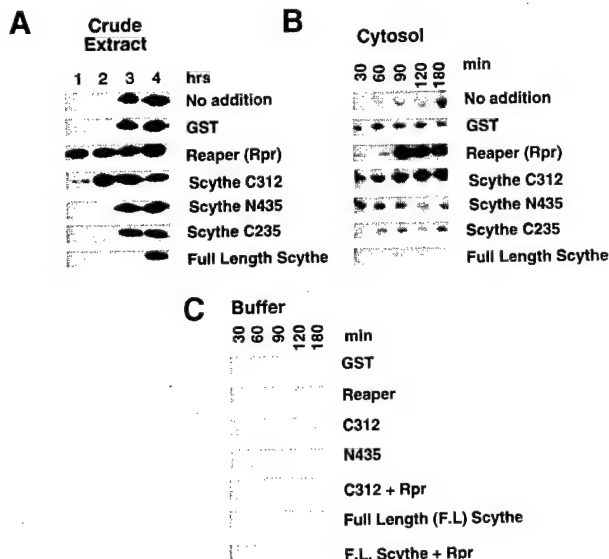 A
Crude
Extract
1 2 3 4 hrs
No addition
GST
Reaper (Rpr)
Scythe C312
Scythe N435
Scythe C235
Full Length Scythe
B
Cytosol
30 60 90 120 180 min
No addition
GST
Reaper (Rpr)
Scythe C312
Scythe N435
Scythe C235
Full Length Scythe
C
Buffer
30 60 90 120 180 min
GST
Reaper
C312
N435
C312 + Rpr
Full Length (F.L) Scythe
F.L. Scythe + Rpr